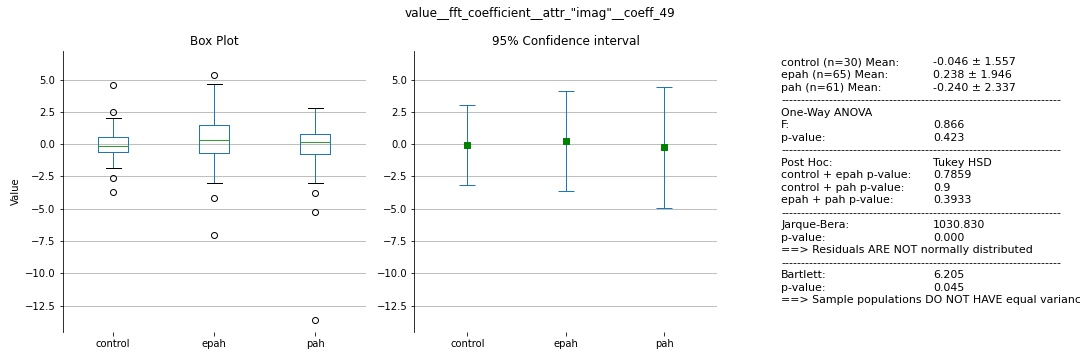 value__fft_coefficient__attr_"imag"__coeff_49
Box Plot
Value
5.0
2.5
0.0
−2.5
−5.0
−7.5
−10.0
−12.5
control epah pah
95% Confidence interval
5.0
2.5
0.0
−2.5
−5.0
−7.5
−10.0
−12.5
control epah pah
control (n=30) Mean: -0.046 ± 1.557
epah (n=65) Mean: 0.238 ± 1.946
pah (n=61) Mean: -0.240 ± 2.337
One-Way ANOVA
F: 0.866
p-value: 0.423
Post Hoc: Tukey HSD
control + epah p-value: 0.7859
control + pah p-value: 0.9
epah + pah p-value: 0.3933
Jarque-Bera: 1030.830
p-value: 0.000
==> Residuals ARE NOT normally distributed
Bartlett: 6.205
p-value: 0.045
==> Sample populations DO NOT HAVE equal varianc